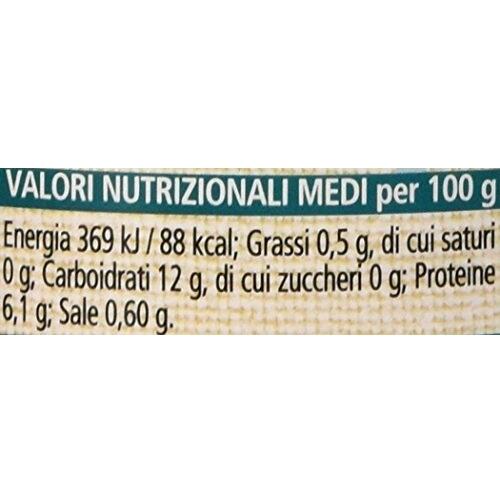 VALORI NUTRIZIONALI MEDI per 100 g
Energia 369 kJ / 88 kcal; Grassi 0,5 g, di cui saturi
0 g; Carboidrati 12 g, di cui zuccheri 0 g; Proteine
6,1 g; Sale 0,60 g.